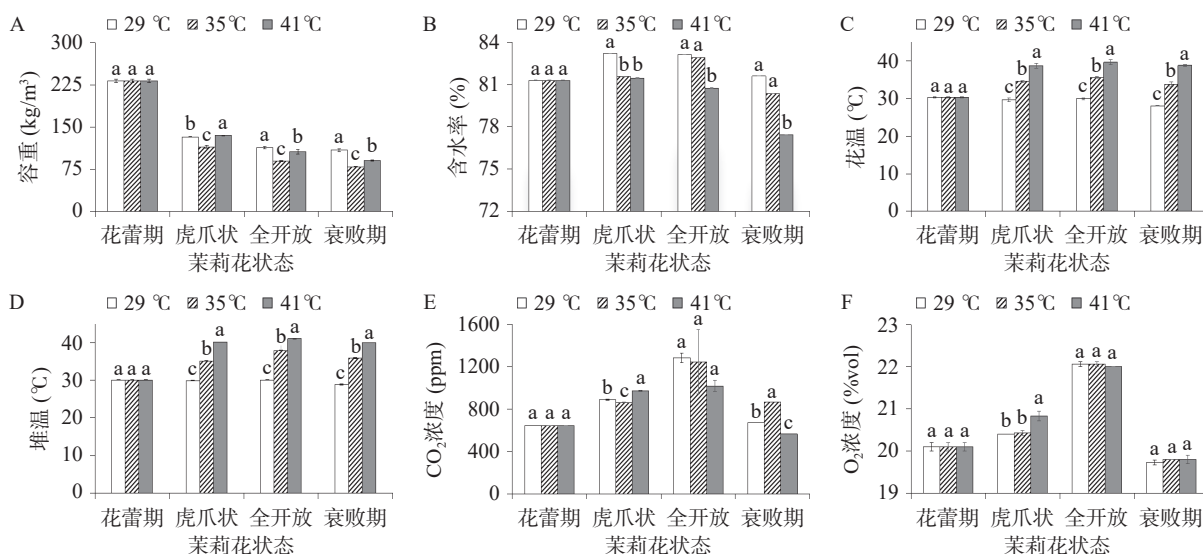 A
29 ℃ 35℃ 41℃
300
225
150
75
0
容重 (kg/m³)
a a a
b c a
a c b
a c b
花蕾期 虎爪状 全开放 衰败期
茉莉花状态
B
29 ℃ 35℃ 41℃
84
81
78
75
72
含水率 (%)
a a a
a b b
a a b
a a b
花蕾期 虎爪状 全开放 衰败期
茉莉花状态
C
29 ℃ 35℃ 41℃
40
30
20
10
0
花温 (℃)
a a a
c b a
c b a
c b a
花蕾期 虎爪状 全开放 衰败期
茉莉花状态
D
29 ℃ 35℃ 41℃
40
30
20
10
0
堆温 (℃)
a a a
c b a
c b a
c b a
花蕾期 虎爪状 全开放 衰败期
茉莉花状态
E
29 ℃ 35℃ 41℃
1600
1200
800
400
0
CO₂浓度 (ppm)
a a a
b c a
a a a
b a c
花蕾期 虎爪状 全开放 衰败期
茉莉花状态
F
29 ℃ 35℃ 41℃
23
22
21
20
19
O₂浓度 (%vol)
a a a
b b a
a a a
a a a
花蕾期 虎爪状 全开放 衰败期
茉莉花状态